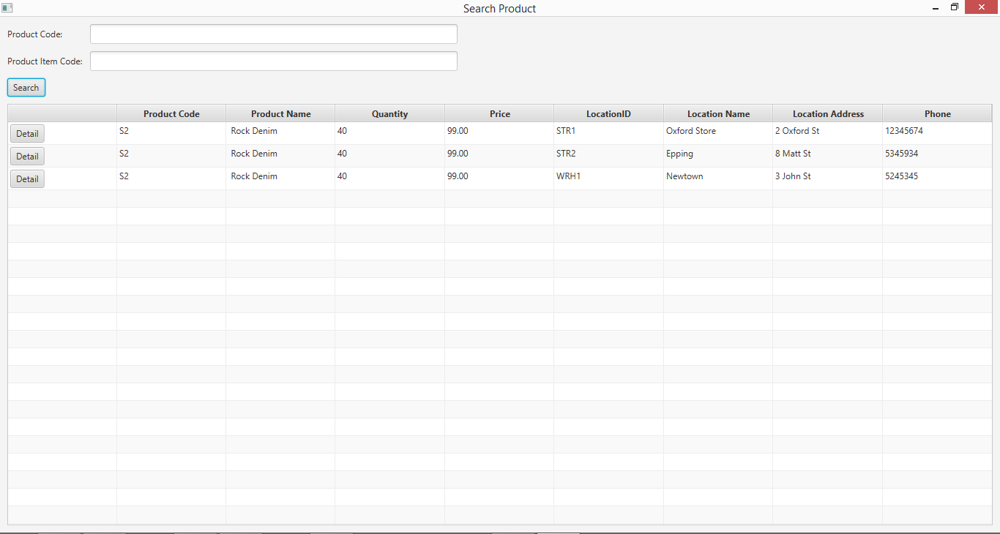 Search Product
Product Code:
Product Item Code:
Search
Product Code Product Name Quantity Price LocationID Location Name Location Address Phone
Detail S2 Rock Denim 40 99.00 STR1 Oxford Store 2 Oxford St 12345674
Detail S2 Rock Denim 40 99.00 STR2 Epping 8 Matt St 5345934
Detail S2 Rock Denim 40 99.00 WRH1 Newtown 3 John St 5245345